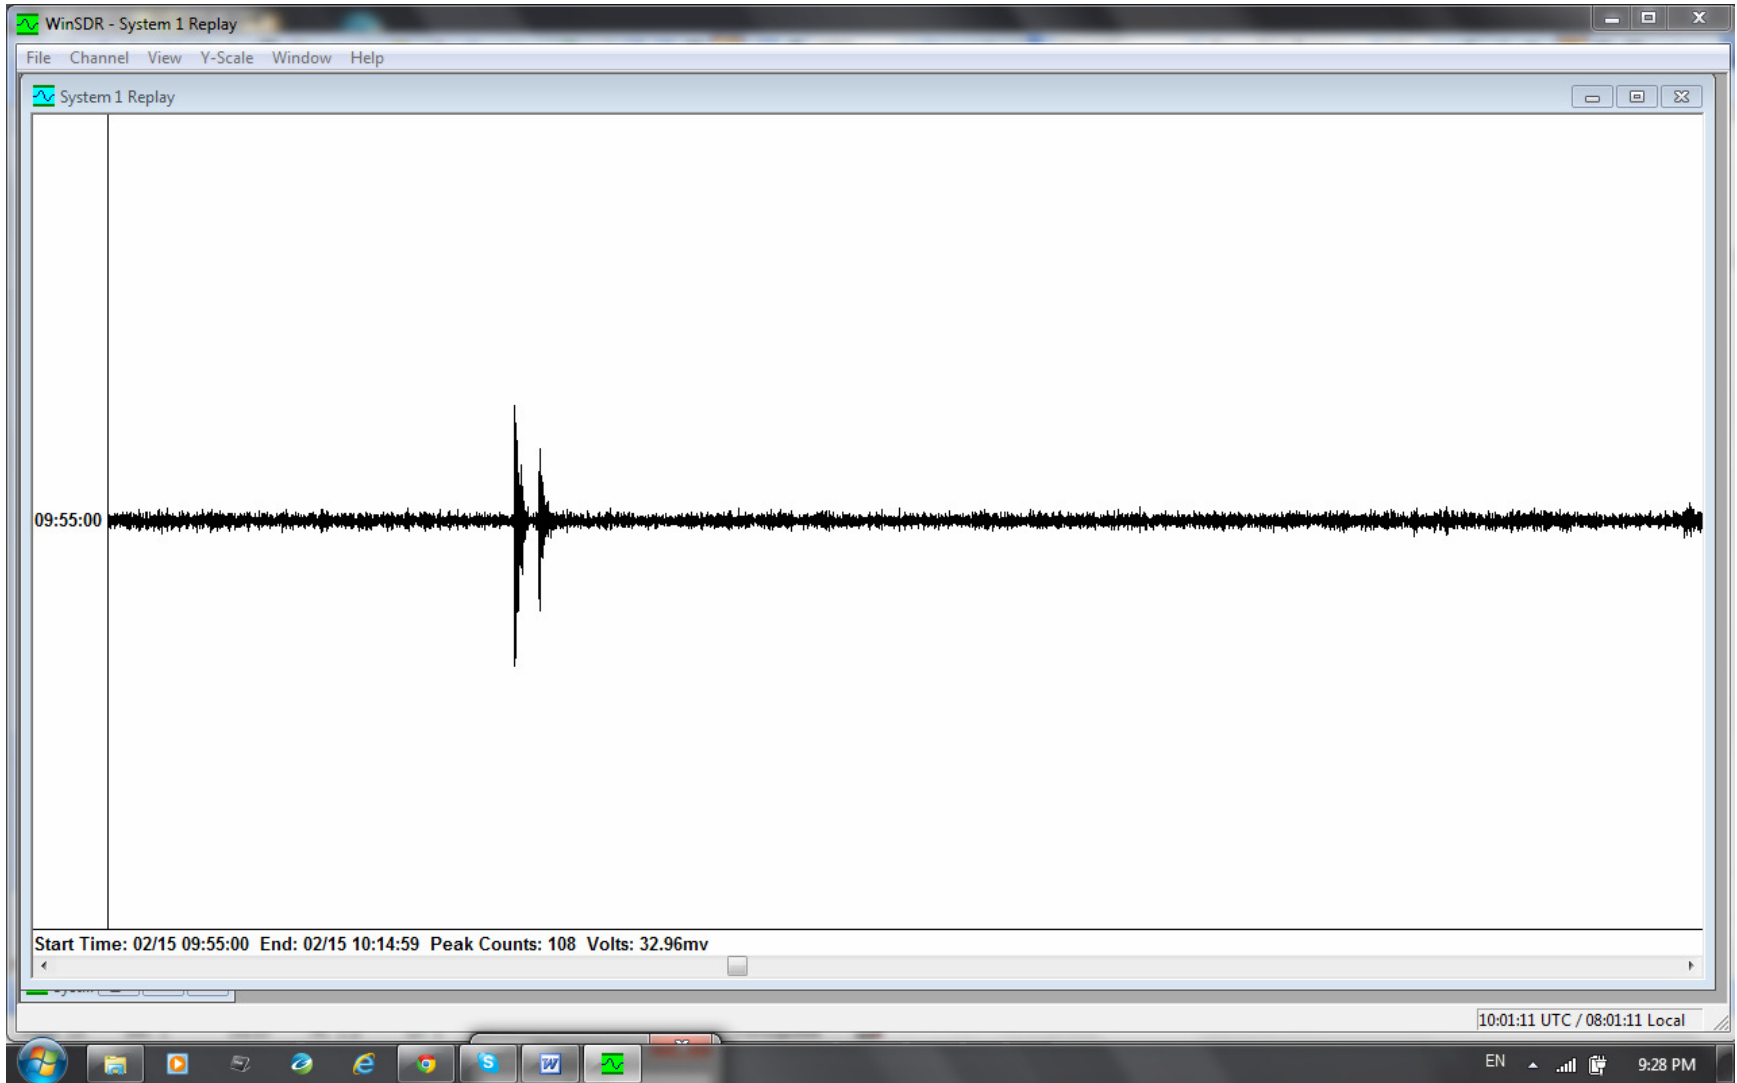 WinSDR - System 1 Replay
File Channel View Y-Scale Window Help
System 1 Replay
09:55:00
Start Time: 02/15 09:55:00 End: 02/15 10:14:59 Peak Counts: 108 Volts: 32.96mv
10:01:11 UTC / 08:01:11 Local
EN
9:28 PM